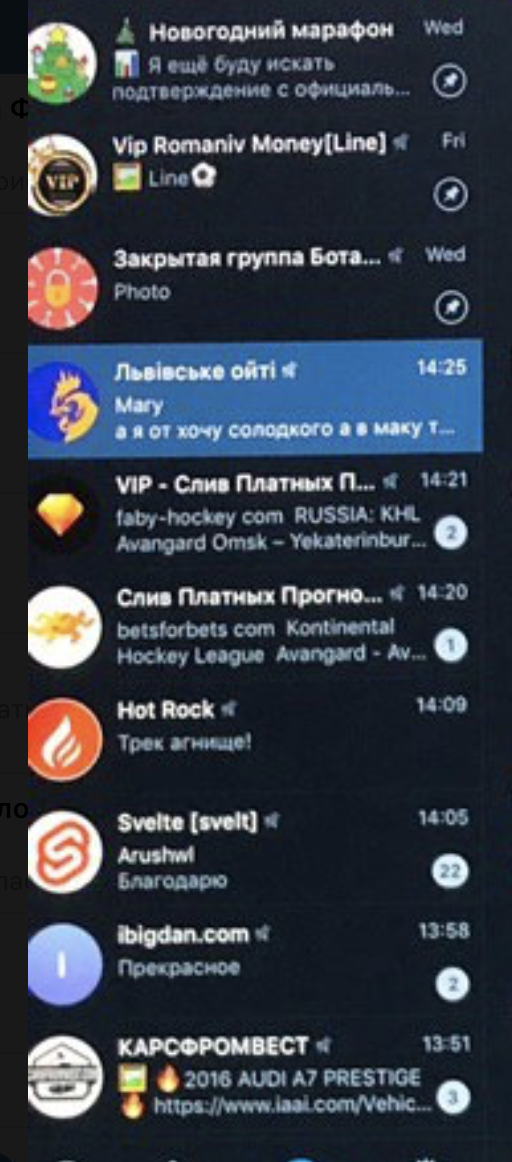 Новогодний марафон Wed
Я ещё буду искать
подтверждение с официаль...
Vip Romaniv Money[Line] Fri
VIP
Line
Закрытая группа Бота... Wed
Photo
Львівське ойті 14:25
Mary
а я от хочу солодкого а в маку т...
VIP - Слив Платных П... 14:21
faby-hockey com RUSSIA: KHL
Avangard Omsk – Yekaterinbur... 2
Слив Платных Прогно... 14:20
betsforbets com Kontinental
Hockey League Avangard - Av... 1
Hot Rock 14:09
Трек агнище!
Svelte [svelt] 14:05
Arushwl
Благодарю 22
ibigdan.com 13:58
I
Прекрасное 2
КАРСФРОМВЕСТ 13:51
2016 AUDI A7 PRESTIGE
https://www.iaai.com/Vehic... 3